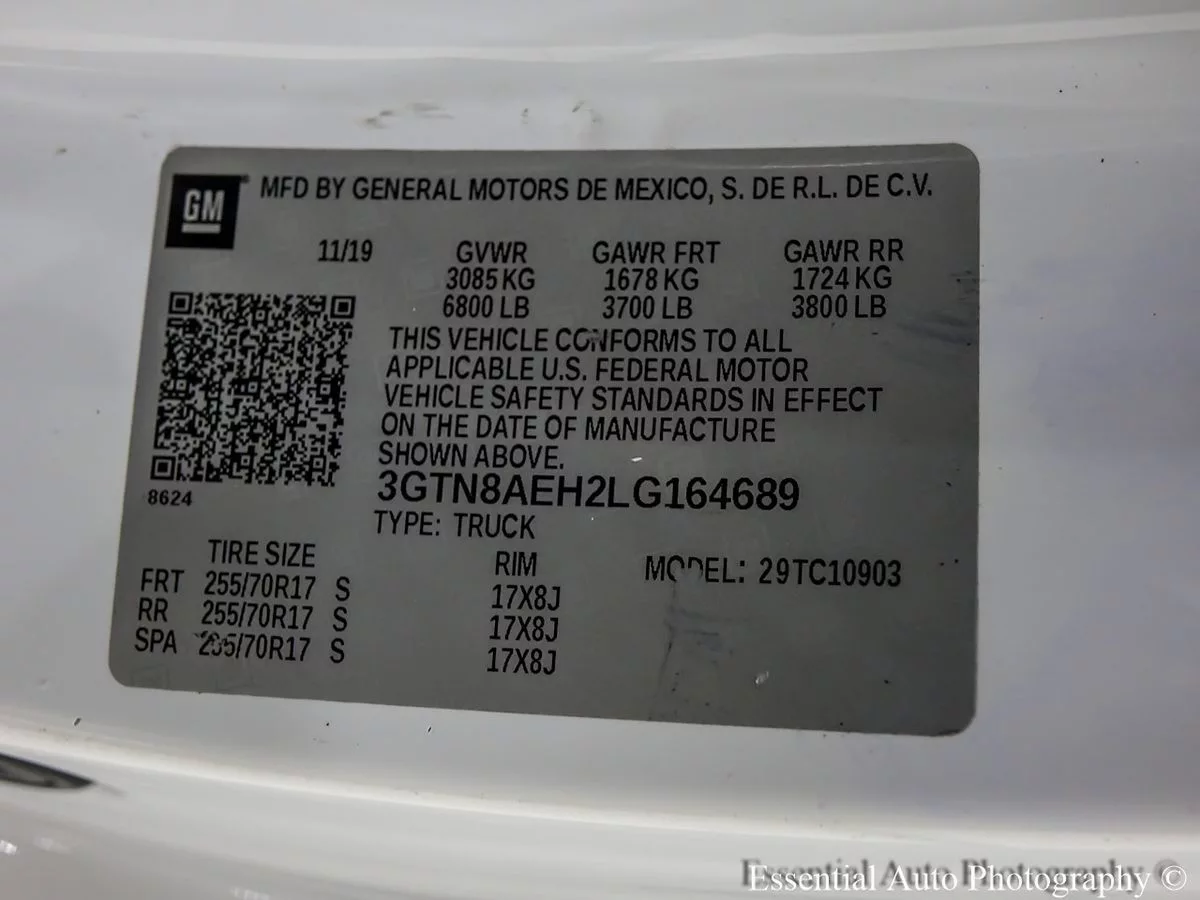 GM
MFD BY GENERAL MOTORS DE MEXICO, S. DE R.L. DE C.V.
11/19 GVWR GAWR FRT GAWR RR
3085 KG 1678 KG 1724 KG
6800 LB 3700 LB 3800 LB
THIS VEHICLE CONFORMS TO ALL
APPLICABLE U.S. FEDERAL MOTOR
VEHICLE SAFETY STANDARDS IN EFFECT
ON THE DATE OF MANUFACTURE
SHOWN ABOVE.
8624
3GTN8AEH2LG164689
TYPE: TRUCK
TIRE SIZE RIM MODEL: 29TC10903
FRT 255/70R17 S 17X8J
RR 255/70R17 S 17X8J
SPA 255/70R17 S 17X8J
Essential Auto Photography ©